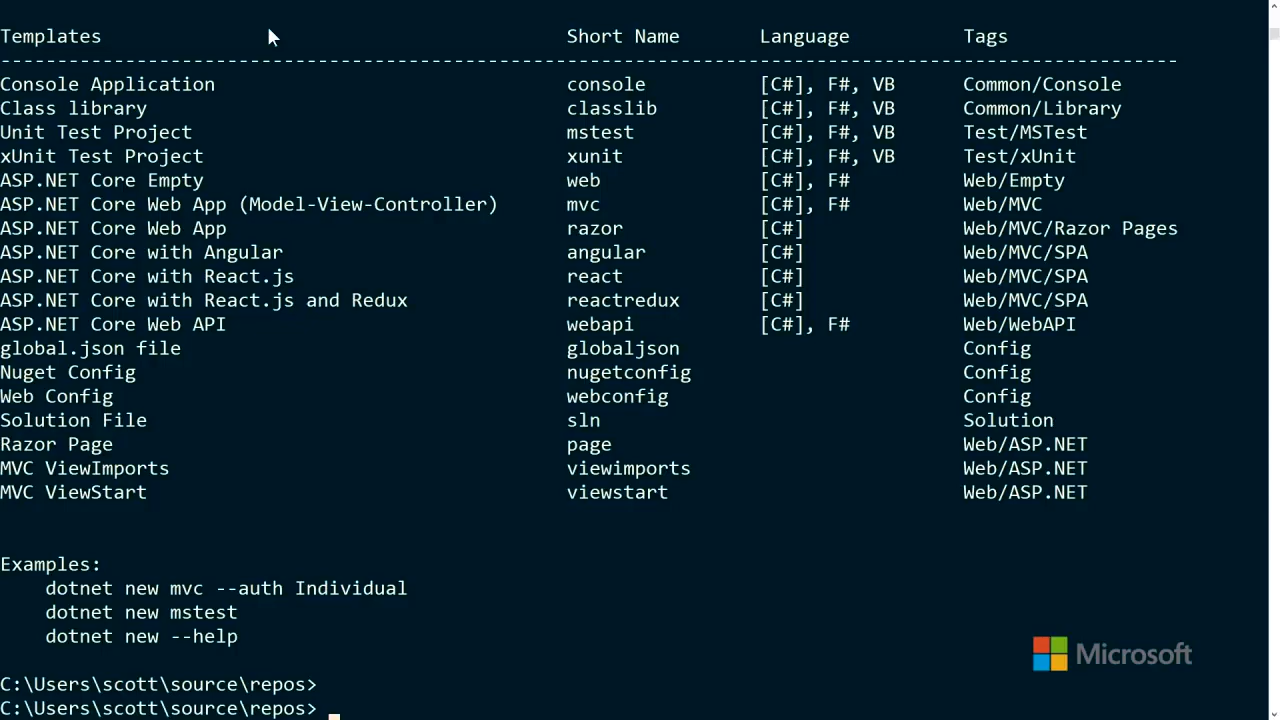 Templates Short Name Language Tags
--------------------------------------------------------------------------------------------------------
Console Application console [C#], F#, VB Common/Console
Class library classlib [C#], F#, VB Common/Library
Unit Test Project mstest [C#], F#, VB Test/MSTest
xUnit Test Project xunit [C#], F#, VB Test/xUnit
ASP.NET Core Empty web [C#], F# Web/Empty
ASP.NET Core Web App (Model-View-Controller) mvc [C#], F# Web/MVC
ASP.NET Core Web App razor [C#] Web/MVC/Razor Pages
ASP.NET Core with Angular angular [C#] Web/MVC/SPA
ASP.NET Core with React.js react [C#] Web/MVC/SPA
ASP.NET Core with React.js and Redux reactredux [C#] Web/MVC/SPA
ASP.NET Core Web API webapi [C#], F# Web/WebAPI
global.json file globaljson Config
Nuget Config nugetconfig Config
Web Config webconfig Config
Solution File sln Solution
Razor Page page Web/ASP.NET
MVC ViewImports viewimports Web/ASP.NET
MVC ViewStart viewstart Web/ASP.NET
Examples:
dotnet new mvc --auth Individual
dotnet new mstest
dotnet new --help
Microsoft
C:\Users\scott\source\repos>
C:\Users\scott\source\repos>